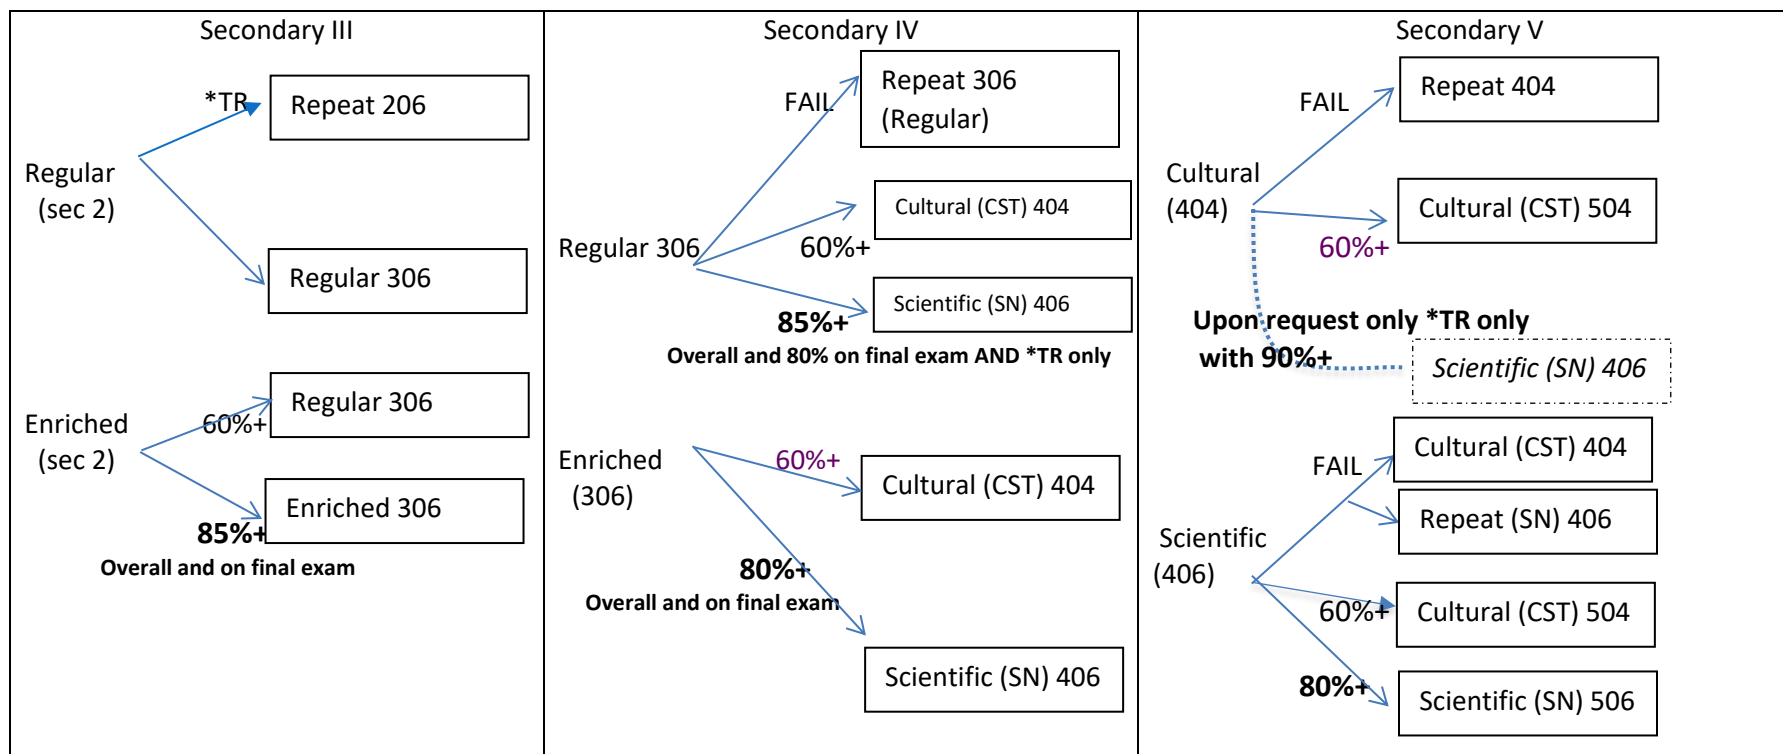 Secondary III
*TR
Repeat 206
Regular
(sec 2)
Regular 306
Regular 306
60%+
Enriched
(sec 2)
Enriched 306
85%+
Overall and on final exam
Secondary IV
FAIL
Repeat 306
(Regular)
Cultural (CST) 404
Regular 306
60%+
Scientific (SN) 406
85%+
Overall and 80% on final exam AND *TR only
Enriched
(306)
60%+
Cultural (CST) 404
80%+
Overall and on final exam
Scientific (SN) 406
Secondary V
FAIL
Repeat 404
Cultural
(404)
Cultural (CST) 504
60%+
Upon request only *TR only
with 90%+
Scientific (SN) 406
Cultural (CST) 404
FAIL
Repeat (SN) 406
Scientific
(406)
60%+
Cultural (CST) 504
80%+
Scientific (SN) 506